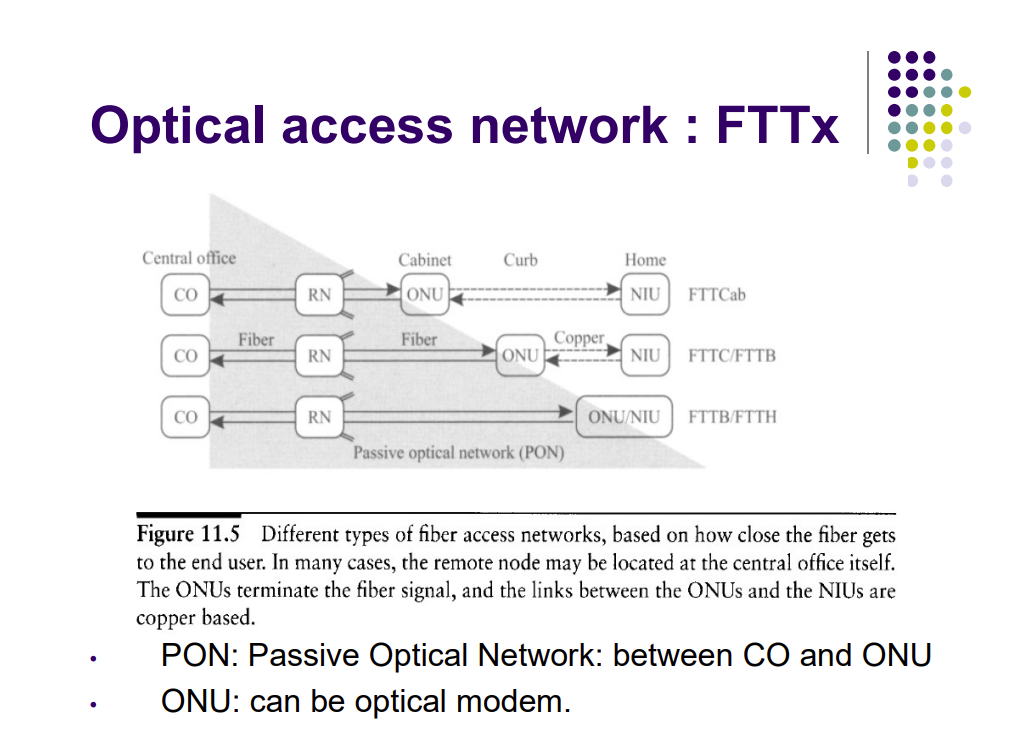 Optical access network : FTTx
Central office Cabinet Curb Home
CO RN ONU NIU FTTCab
Fiber Fiber Copper
CO RN ONU NIU FTTC/FTTB
CO RN ONU/NIU FTTB/FTTH
Passive optical network (PON)
Figure 11.5 Different types of fiber access networks, based on how close the fiber gets
to the end user. In many cases, the remote node may be located at the central office itself.
The ONUs terminate the fiber signal, and the links between the ONUs and the NIUs are
copper based.
• PON: Passive Optical Network: between CO and ONU
• ONU: can be optical modem.